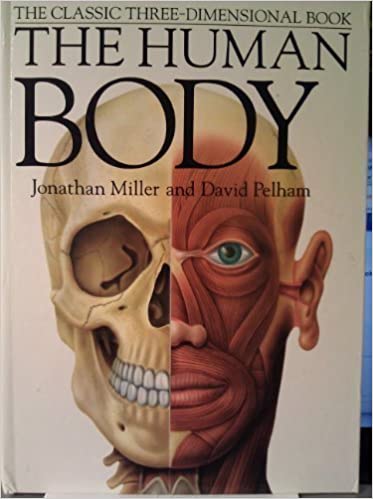 THE CLASSIC THREE-DIMENSIONAL BOOK
THE HUMAN
BODY
Jonathan Miller and David Pelham